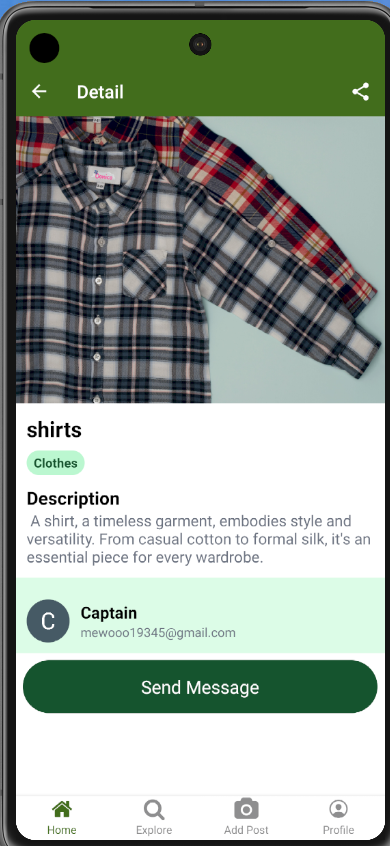 Detail
shirts
Clothes
Description
A shirt, a timeless garment, embodies style and
versatility. From casual cotton to formal silk, it's an
essential piece for every wardrobe.
C
Captain
mewooo19345@gmail.com
Send Message
Home
Explore
Add Post
Profile